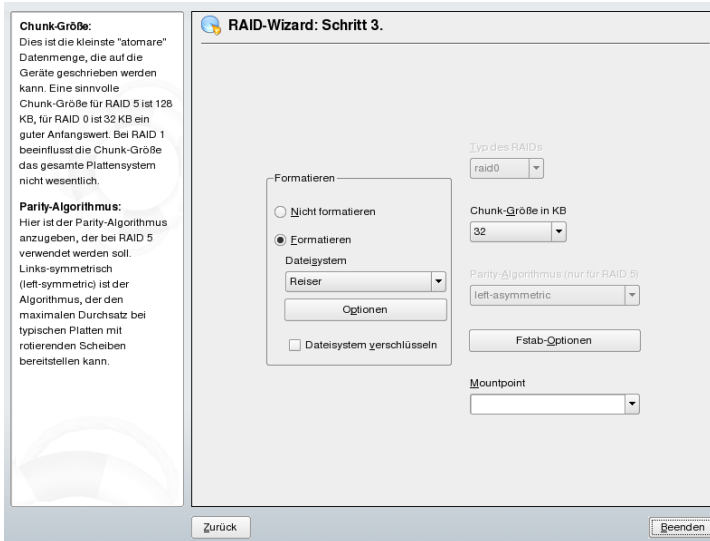 Chunk-Größe:
Dies ist die kleinste "atomare"
Datenmenge, die auf die
Geräte geschrieben werden
kann. Eine sinnvolle
Chunk-Größe für RAID 5 ist 128
KB, für RAID 0 ist 32 KB ein
guter Anfangswert. Bei RAID 1
beeinflusst die Chunk-Größe
das gesamte Plattensystem
nicht wesentlich.
Parity-Algorithmus:
Hier ist der Parity-Algorithmus
anzugeben, der bei RAID 5
verwendet werden soll.
Links-symmetrisch
(left-symmetric) ist der
Algorithmus, der den
maximalen Durchsatz bei
typischen Platten mit
rotierenden Scheiben
bereitstellen kann.
RAID-Wizard: Schritt 3.
Formatieren
Nicht formatieren
Formatieren
Dateisystem
Reiser
Optionen
Dateisystem verschlüsseln
Typ des RAIDs
raid0
Chunk-Größe in KB
32
Parity-Algorithmus (nur für RAID 5)
left-asymmetric
Fstab-Optionen
Mountpoint
Zurück
Beenden